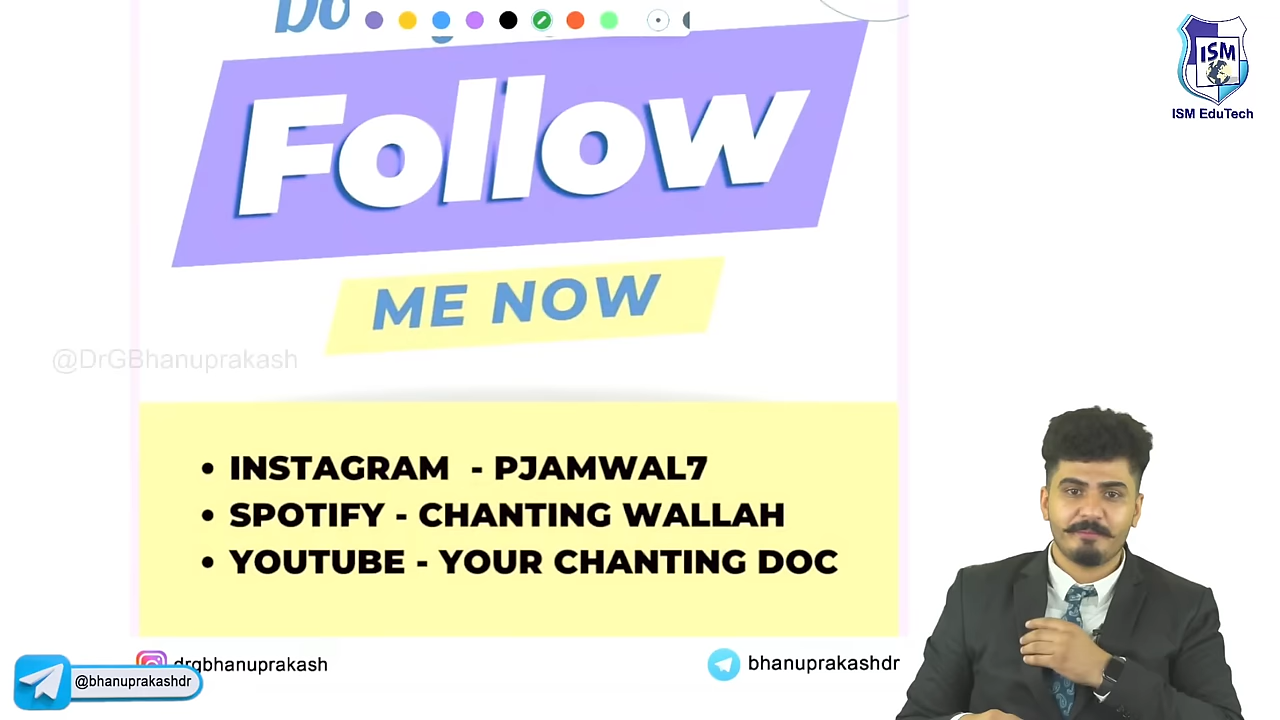 ISM
ISM EduTech
Follow
ME NOW
@DrGBhanuprakash
• INSTAGRAM - PJAMWAL7
• SPOTIFY - CHANTING WALLAH
• YOUTUBE - YOUR CHANTING DOC
drgbhanuprakash
bhanuprakashdr
@bhanuprakashdr